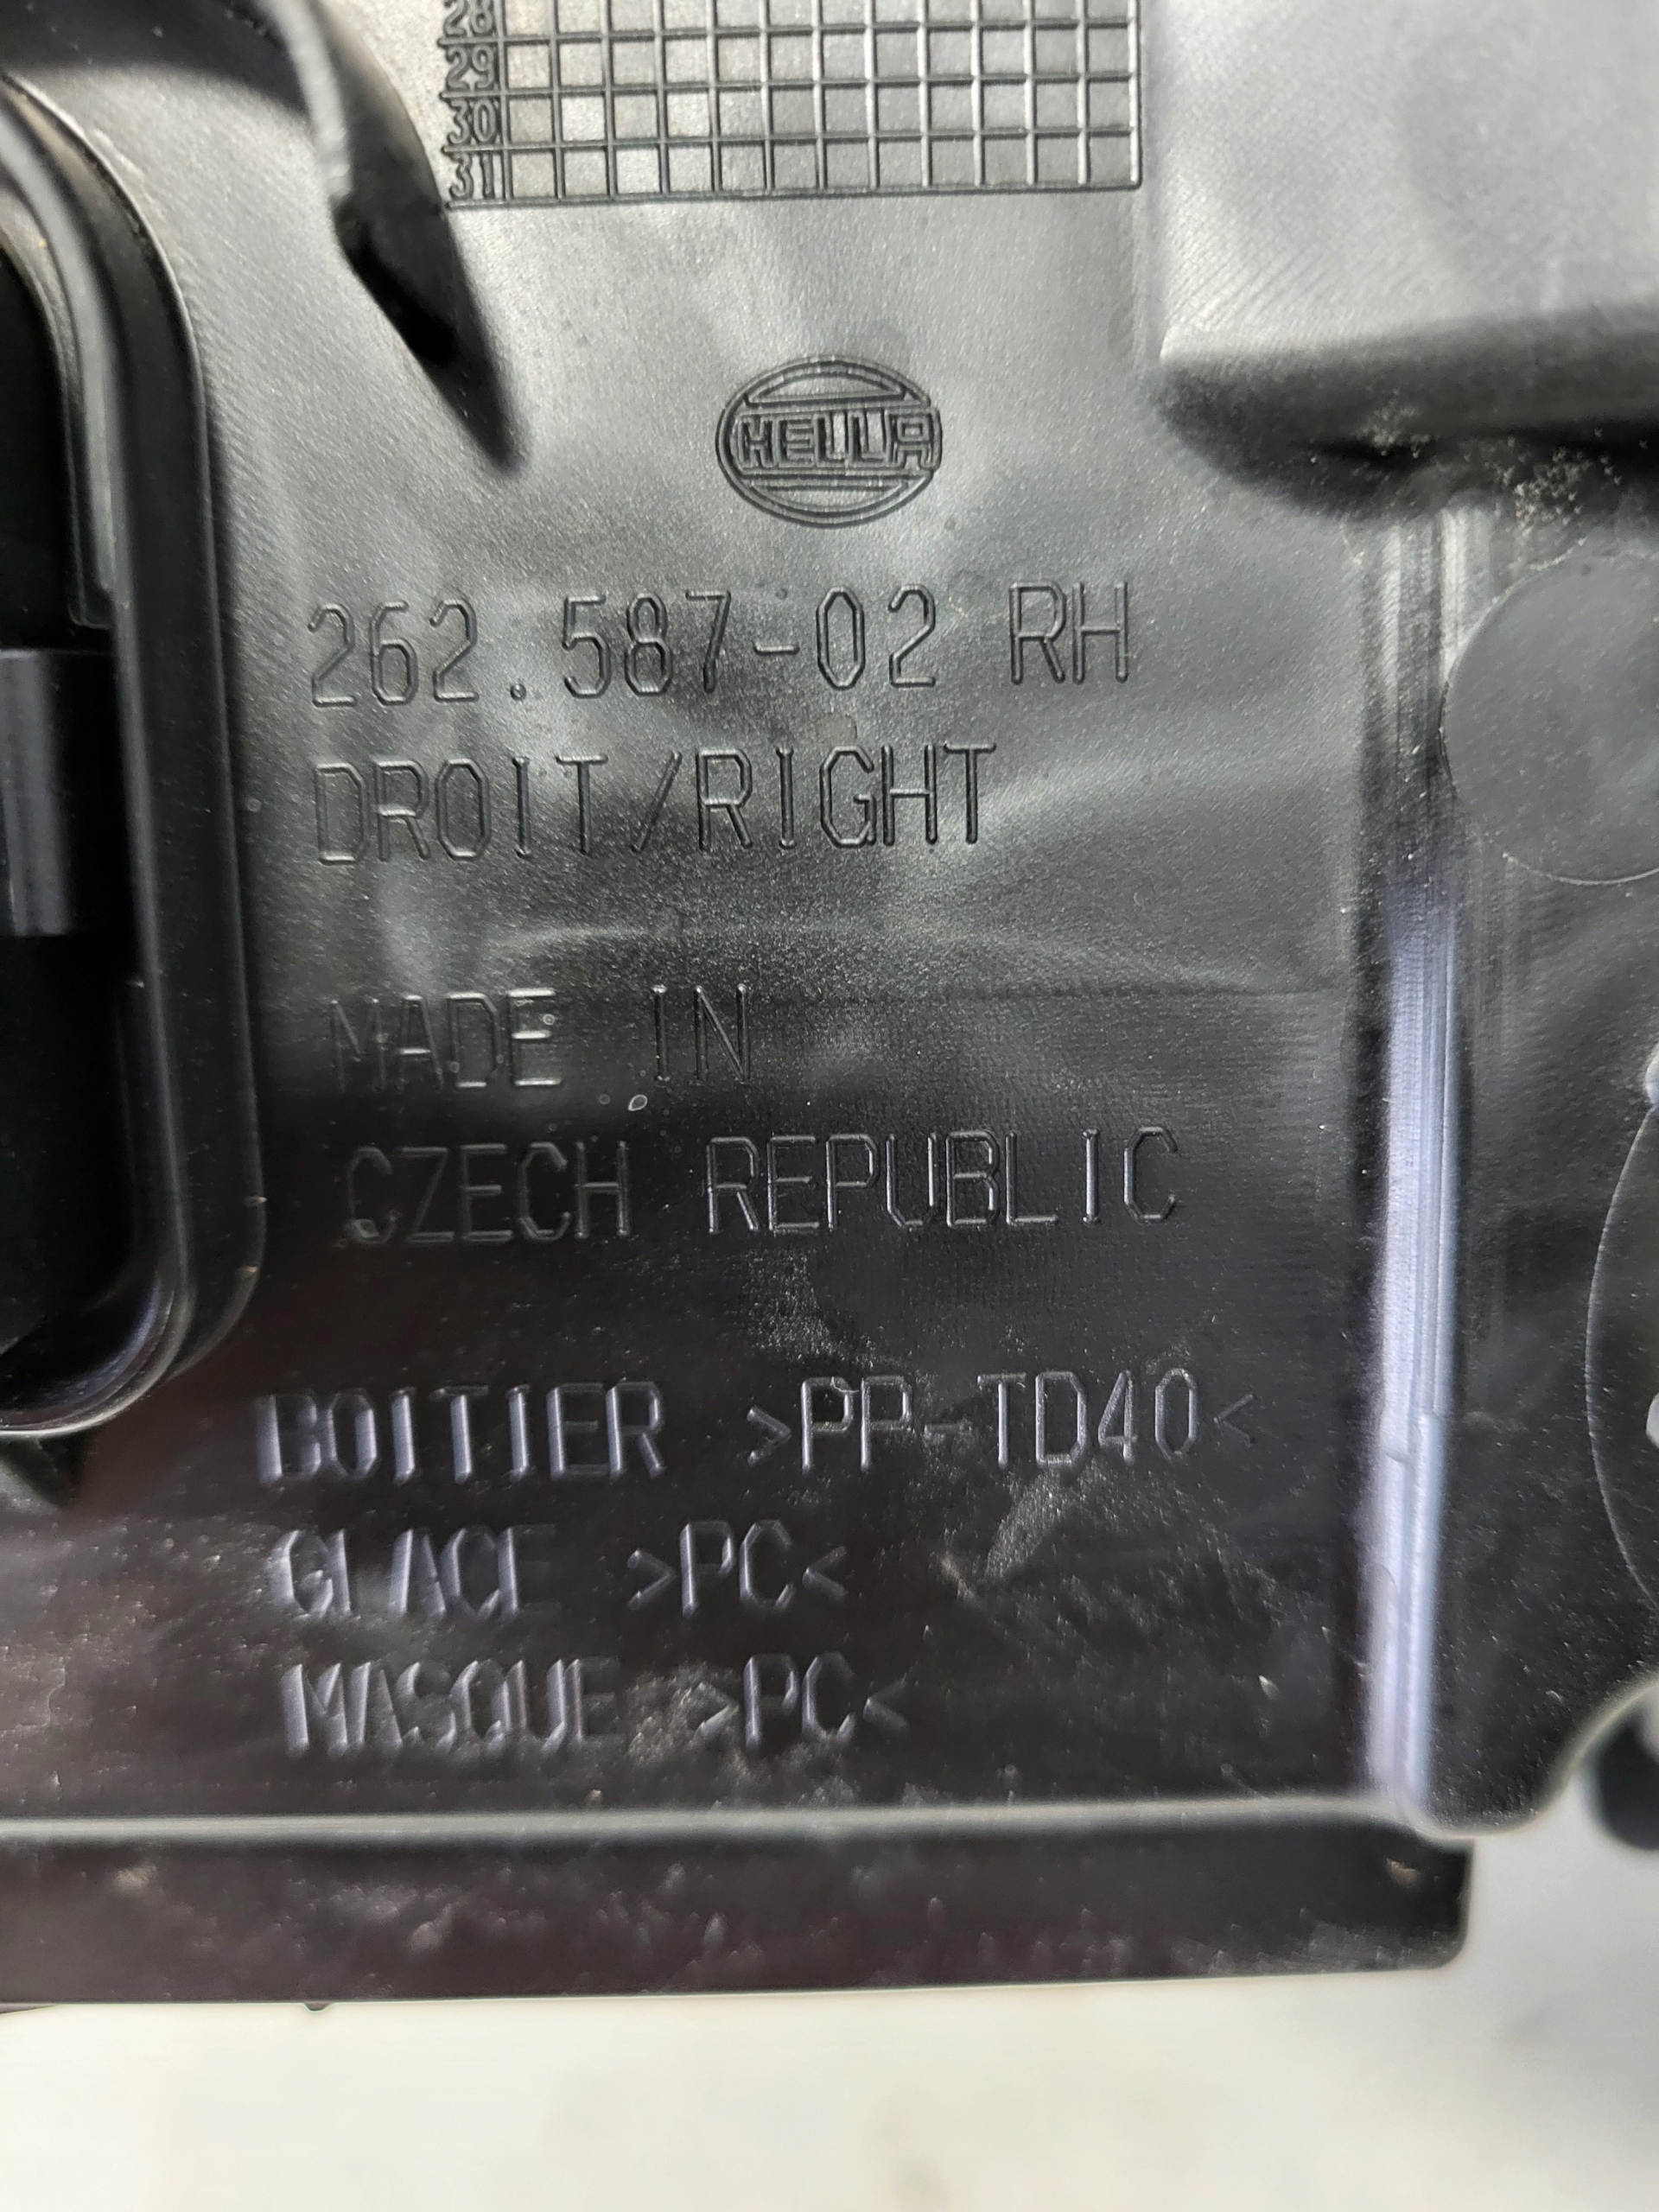 28
29
30
31
HELLA
262.587-02 RH
DROIT/RIGHT
MADE IN
CZECH REPUBLIC
BOITIER >PP-TD40<
GLACE >PC<
MASQUE >PC<